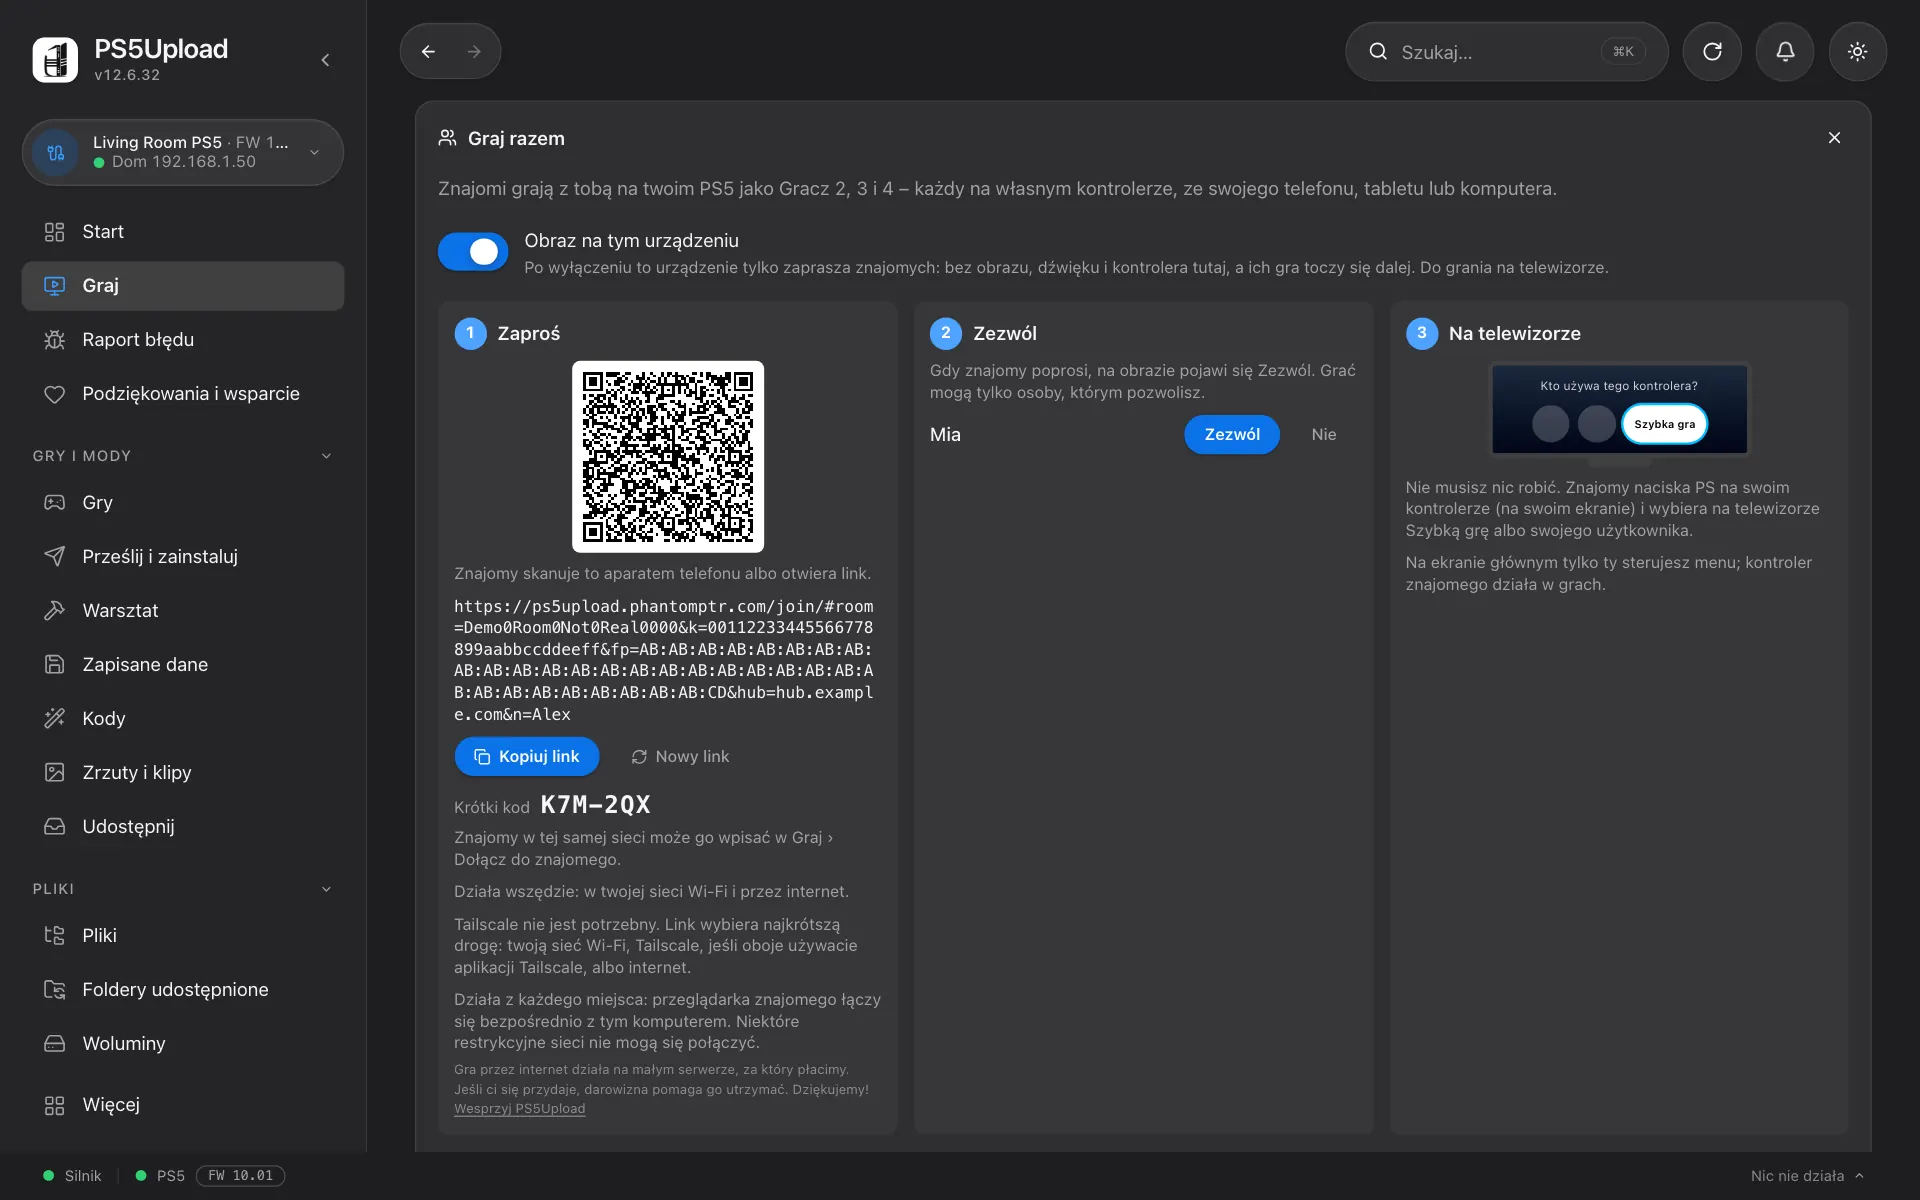 PS5Upload
v12.6.32
Living Room PS5 · FW 1...
Dom 192.168.1.50
Start
Graj
Raport błędu
Podziękowania i wsparcie
GRY I MODY
Gry
Prześlij i zainstaluj
Warsztat
Zapisane dane
Kody
Zrzuty i klipy
Udostępnij
PLIKI
Pliki
Foldery udostępnione
Woluminy
Więcej
Szukaj...
⌘K
Graj razem
Znajomi grają z tobą na twoim PS5 jako Gracz 2, 3 i 4 – każdy na własnym kontrolerze, ze swojego telefonu, tabletu lub komputera.
Obraz na tym urządzeniu
Po wyłączeniu to urządzenie tylko zaprasza znajomych: bez obrazu, dźwięku i kontrolera tutaj, a ich gra toczy się dalej. Do grania na telewizorze.
1 Zaproś
Znajomy skanuje to aparatem telefonu albo otwiera link.
https://ps5upload.phantomptr.com/join/#room
=Demo0Room0Not0Real0000&k=00112233445566778
899aabbccddeeff&fp=AB:AB:AB:AB:AB:AB:AB:AB:
AB:AB:AB:AB:AB:AB:AB:AB:AB:AB:AB:AB:AB:AB:A
B:AB:AB:AB:AB:AB:AB:AB:AB:CD&hub=hub.exampl
e.com&n=Alex
Kopiuj link
Nowy link
Krótki kod K7M-2QX
Znajomy w tej samej sieci może go wpisać w Graj ›
Dołącz do znajomego.
Działa wszędzie: w twojej sieci Wi-Fi i przez internet.
Tailscale nie jest potrzebny. Link wybiera najkrótszą
drogę: twoją sieć Wi-Fi, Tailscale, jeśli oboje używacie
aplikacji Tailscale, albo internet.
Działa z każdego miejsca: przeglądarka znajomego łączy
się bezpośrednio z tym komputerem. Niektóre
restrykcyjne sieci nie mogą się połączyć.
Gra przez internet działa na małym serwerze, za który płacimy.
Jeśli ci się przydaje, darowizna pomaga go utrzymać. Dziękujemy!
Wesprzyj PS5Upload
2 Zezwól
Gdy znajomy poprosi, na obrazie pojawi się Zezwól. Grać
mogą tylko osoby, którym pozwolisz.
Mia
Zezwól
Nie
3 Na telewizorze
Kto używa tego kontrolera?
Szybka gra
Nie musisz nic robić. Znajomy naciska PS na swoim
kontrolerze (na swoim ekranie) i wybiera na telewizorze
Szybką grę albo swojego użytkownika.
Na ekranie głównym tylko ty sterujesz menu; kontroler
znajomego działa w grach.
Silnik
PS5
FW 10.01
Nic nie działa